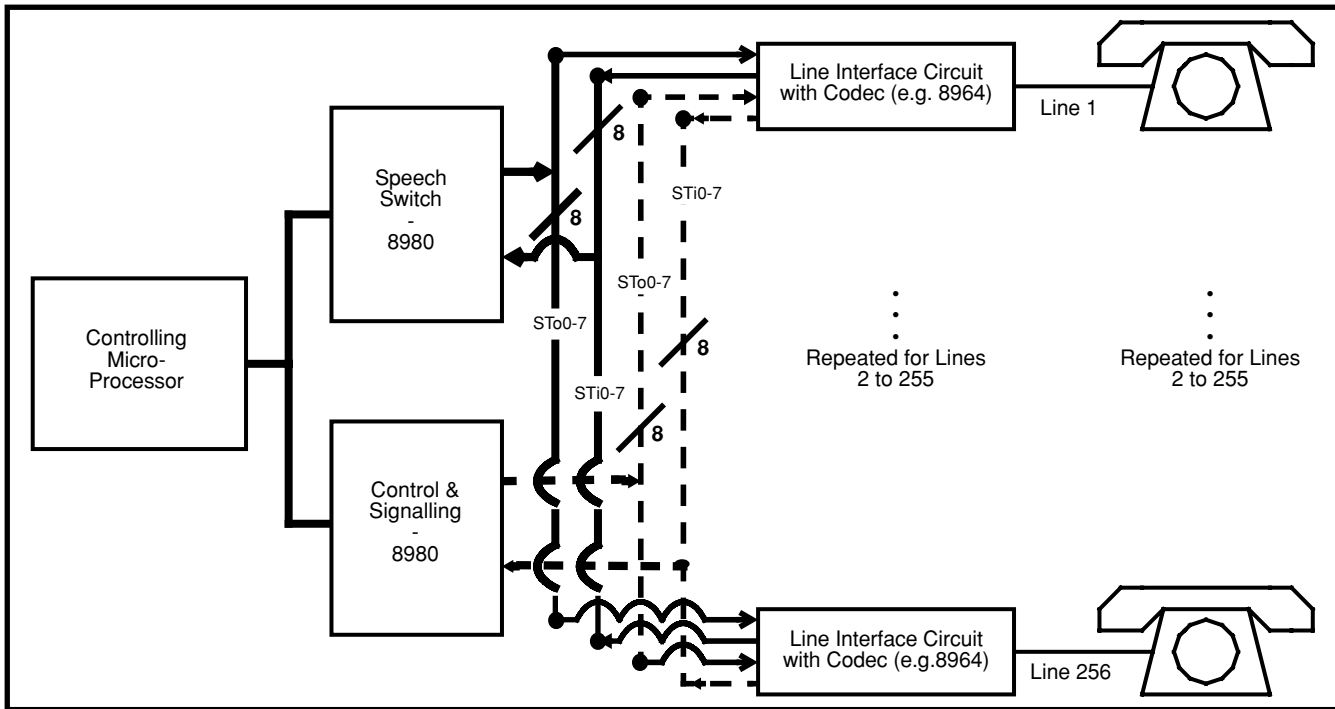 Line Interface Circuit
with Codec (e.g. 8964)
Line 1
8
Speech
Switch
-
8980
8
STi0-7
STo0-7
STo0-7
Controlling
Micro-
Processor
8
Repeated for Lines
2 to 255
Repeated for Lines
2 to 255
STi0-7
8
Control &
Signalling
-
8980
Line Interface Circuit
with Codec (e.g.8964)
Line 256